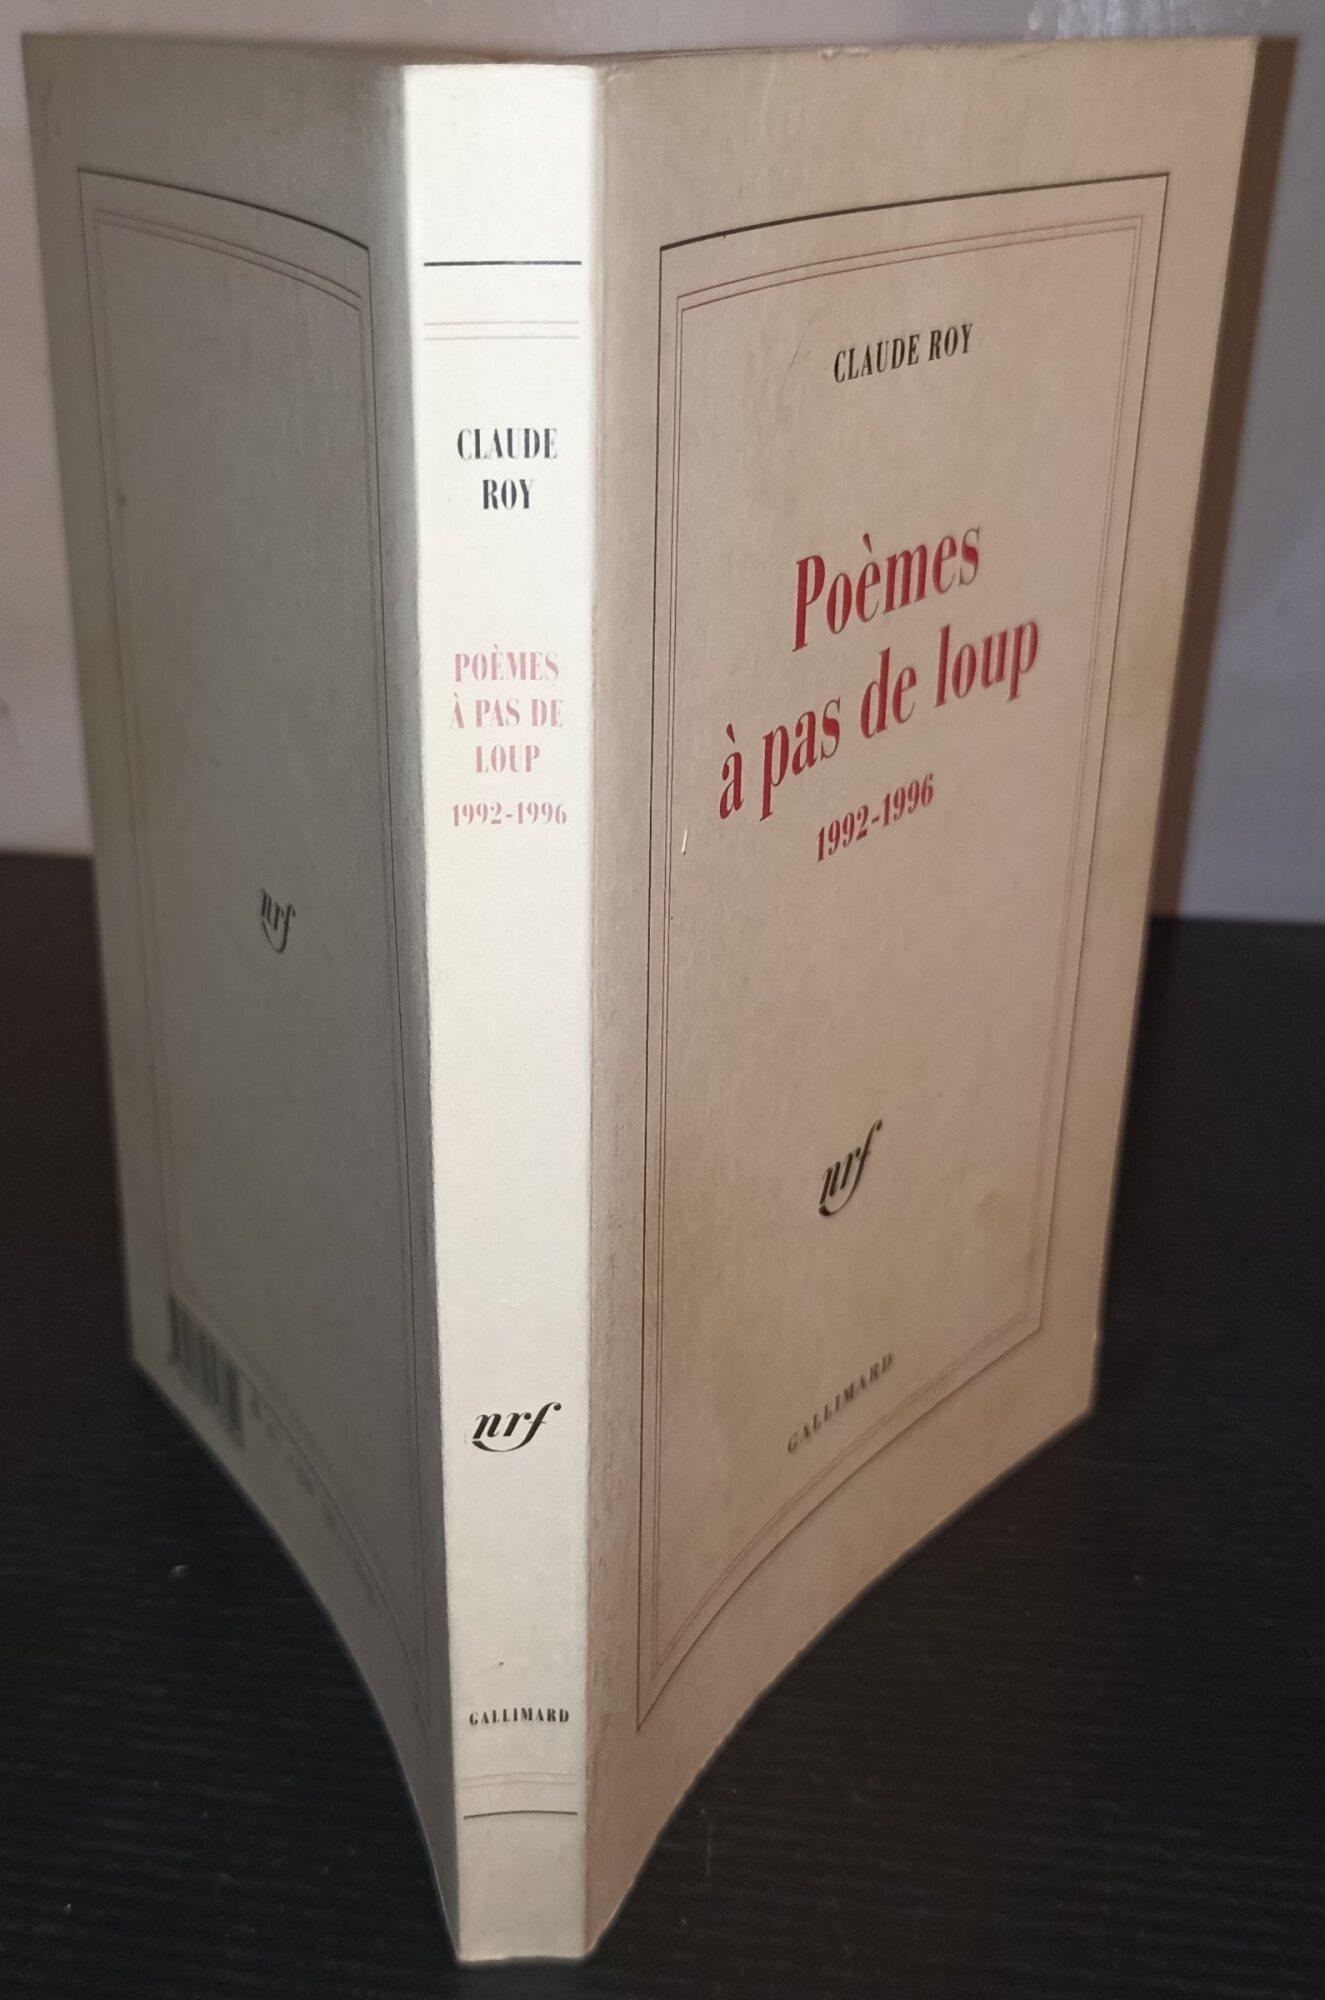 nrf
CLAUDE
ROY
POÈMES
À PAS DE
LOUP
1992-1996
nrf
GALLIMARD
CLAUDE ROY
Poèmes
à pas de loup
1992-1996
nrf
GALLIMARD